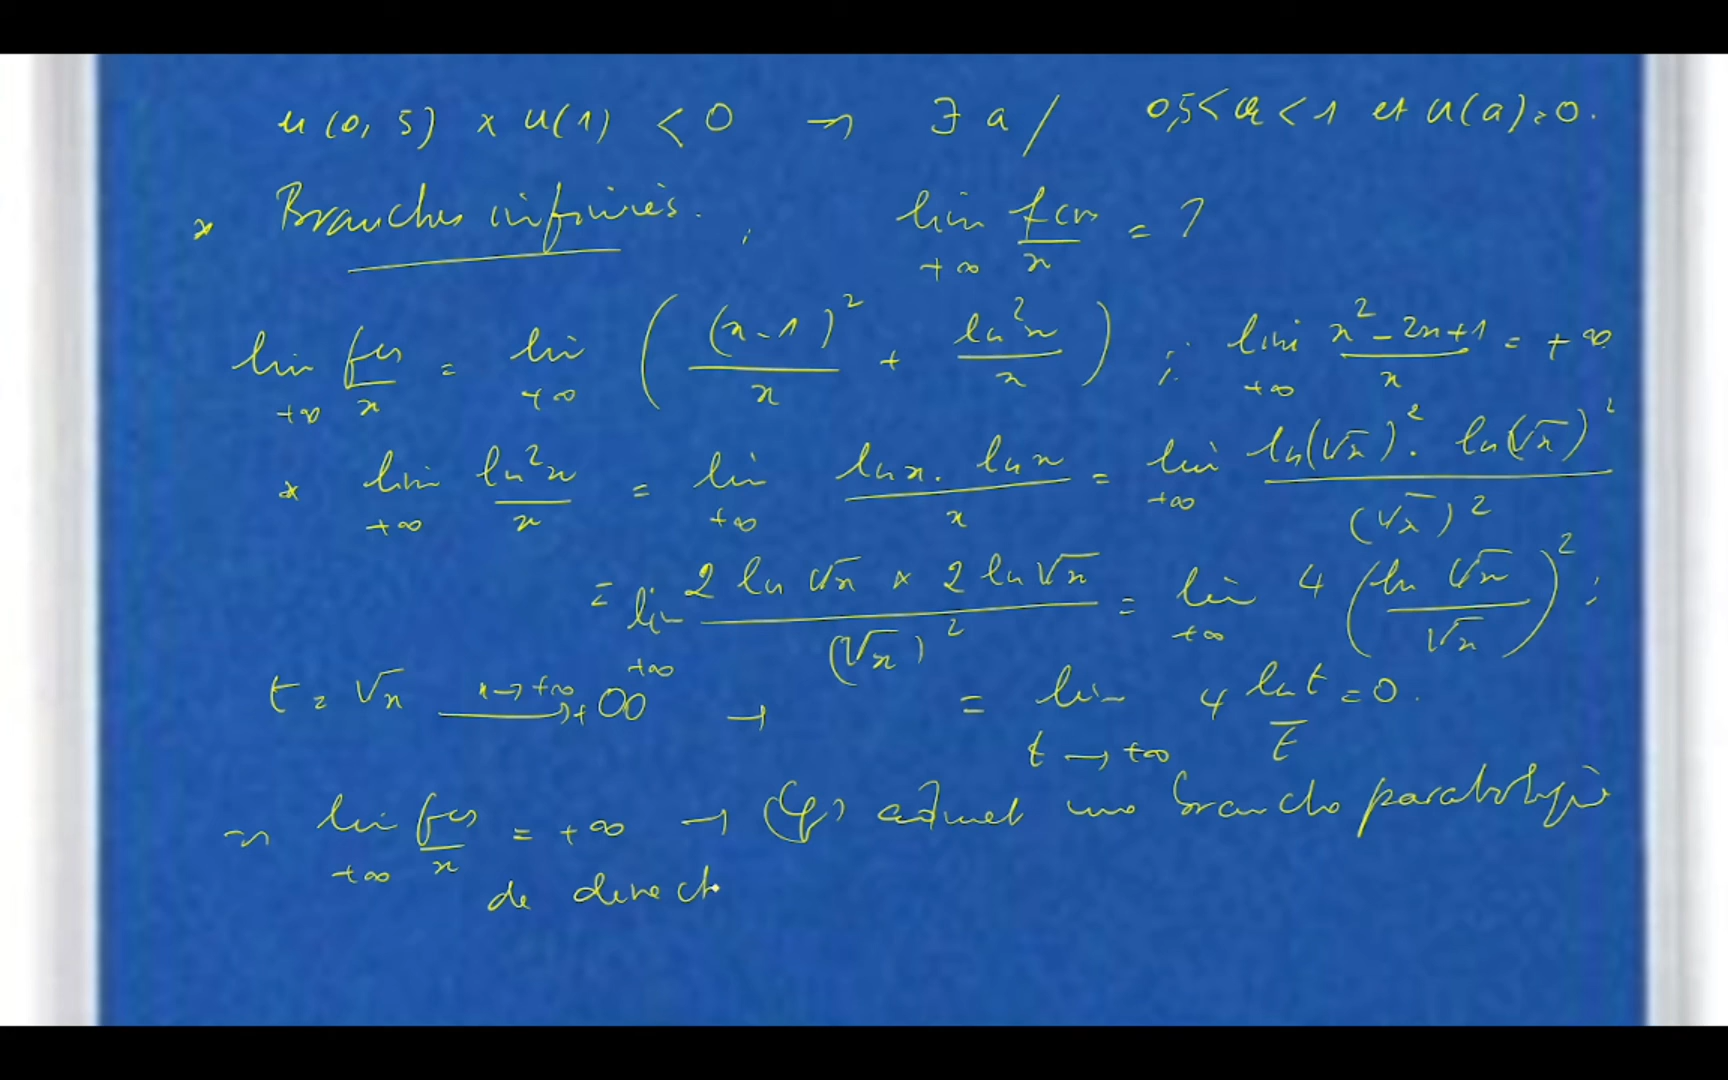 u(0,5) x u(1) < 0 → ∃ a / 0,5 < a < 1 et u(a) = 0.
* Branches infinies. ; lim +∞ f(x)/x = ?
lim +∞ f(x)/x = lim +∞ ( (x-1)²/x + ln²x/x ) ; lim +∞ (x²-2x+1)/x = +∞
* lim +∞ ln²x/x = lim +∞ (ln x . ln x)/x = lim +∞ (ln(√x)² . ln(√x)²)/(√x)²
= lim +∞ (2 ln √x × 2 ln √x)/(√x)² = lim +∞ 4 (ln √x/√x)² ;
t = √x x→+∞ → +∞ → = lim t→+∞ 4 ln t/t = 0.
→ lim +∞ f(x)/x = +∞ → (Cf) admet une branche parabolique
de direct